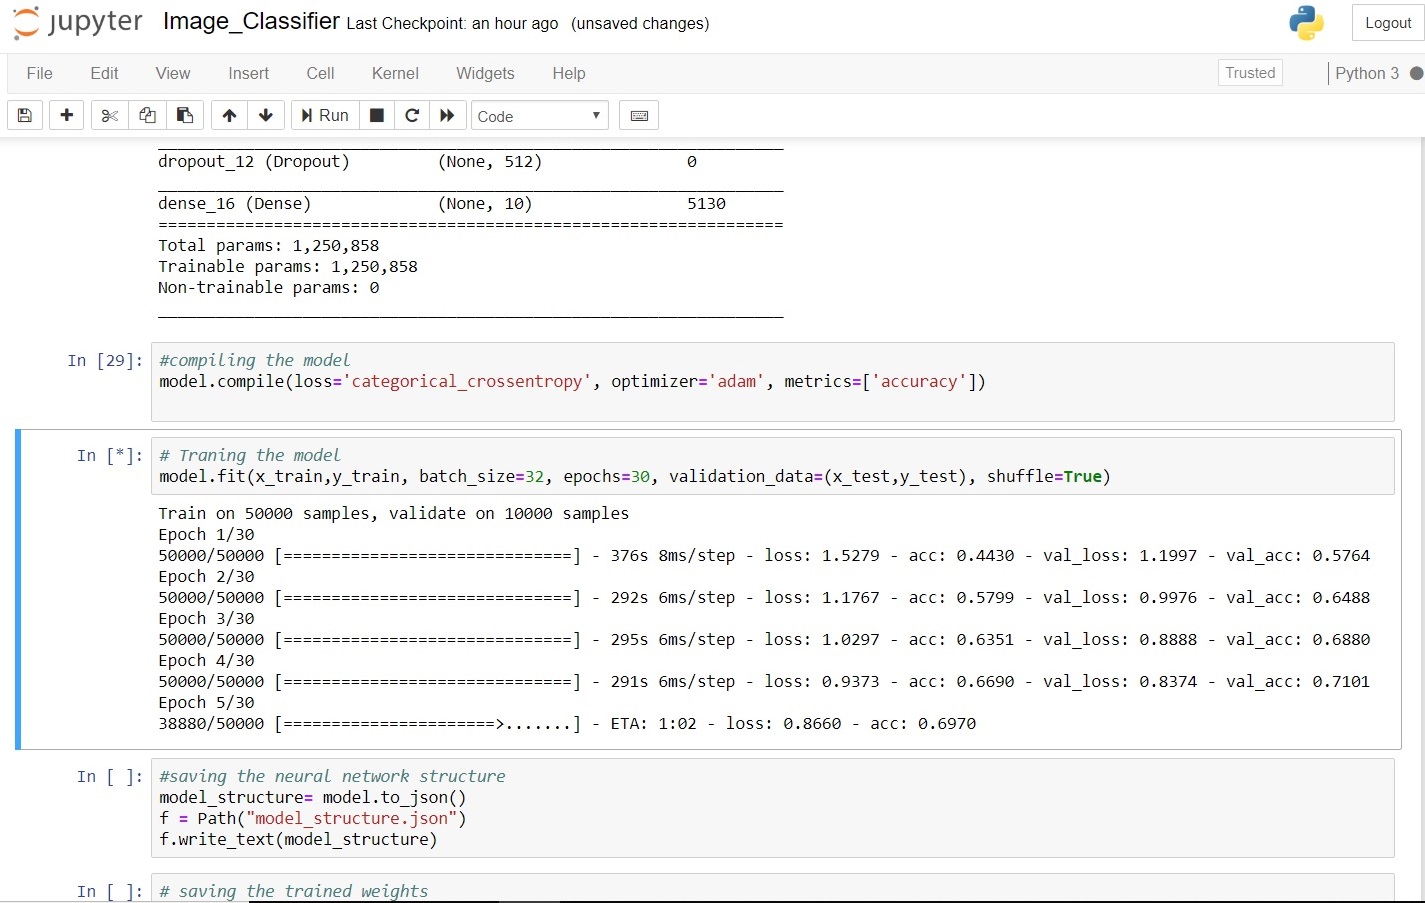 jupyter Image_Classifier Last Checkpoint: an hour ago (unsaved changes) Logout
File Edit View Insert Cell Kernel Widgets Help Trusted Python 3
Run Code
dropout_12 (Dropout) (None, 512) 0
_________________________________________________________________
dense_16 (Dense) (None, 10) 5130
=================================================================
Total params: 1,250,858
Trainable params: 1,250,858
Non-trainable params: 0
_________________________________________________________________
In [29]: #compiling the model
model.compile(loss='categorical_crossentropy', optimizer='adam', metrics=['accuracy'])
In [*]: # Traning the model
model.fit(x_train,y_train, batch_size=32, epochs=30, validation_data=(x_test,y_test), shuffle=True)
Train on 50000 samples, validate on 10000 samples
Epoch 1/30
50000/50000 [==============================] - 376s 8ms/step - loss: 1.5279 - acc: 0.4430 - val_loss: 1.1997 - val_acc: 0.5764
Epoch 2/30
50000/50000 [==============================] - 292s 6ms/step - loss: 1.1767 - acc: 0.5799 - val_loss: 0.9976 - val_acc: 0.6488
Epoch 3/30
50000/50000 [==============================] - 295s 6ms/step - loss: 1.0297 - acc: 0.6351 - val_loss: 0.8888 - val_acc: 0.6880
Epoch 4/30
50000/50000 [==============================] - 291s 6ms/step - loss: 0.9373 - acc: 0.6690 - val_loss: 0.8374 - val_acc: 0.7101
Epoch 5/30
38880/50000 [======================>.......] - ETA: 1:02 - loss: 0.8660 - acc: 0.6970
In [ ]: #saving the neural network structure
model_structure= model.to_json()
f = Path("model_structure.json")
f.write_text(model_structure)
In [ ]: # saving the trained weights